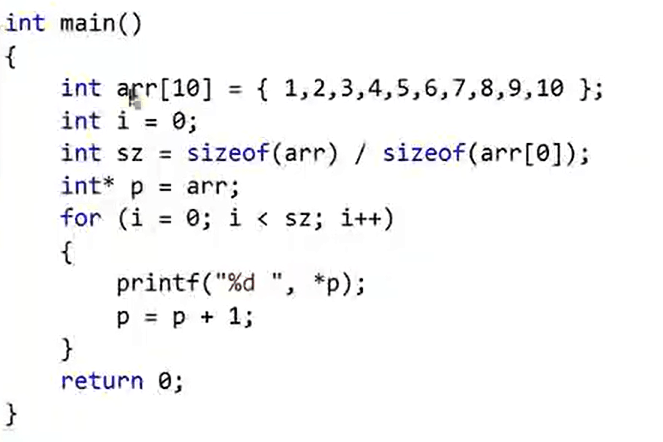 int main()
{
    int arr[10] = { 1,2,3,4,5,6,7,8,9,10 };
    int i = 0;
    int sz = sizeof(arr) / sizeof(arr[0]);
    int* p = arr;
    for (i = 0; i < sz; i++)
    {
        printf("%d ", *p);
        p = p + 1;
    }
    return 0;
}